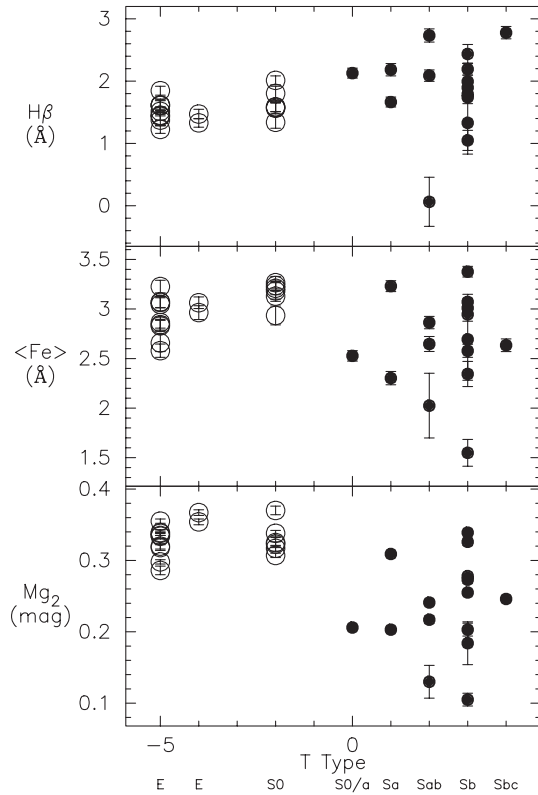 3
2
1
0
Hβ
(Å)
3.5
3
2.5
2
1.5
<Fe>
(Å)
0.4
0.3
0.2
0.1
Mg2
(mag)
−5 0
T Type
E E S0 S0/a Sa Sab Sb Sbc